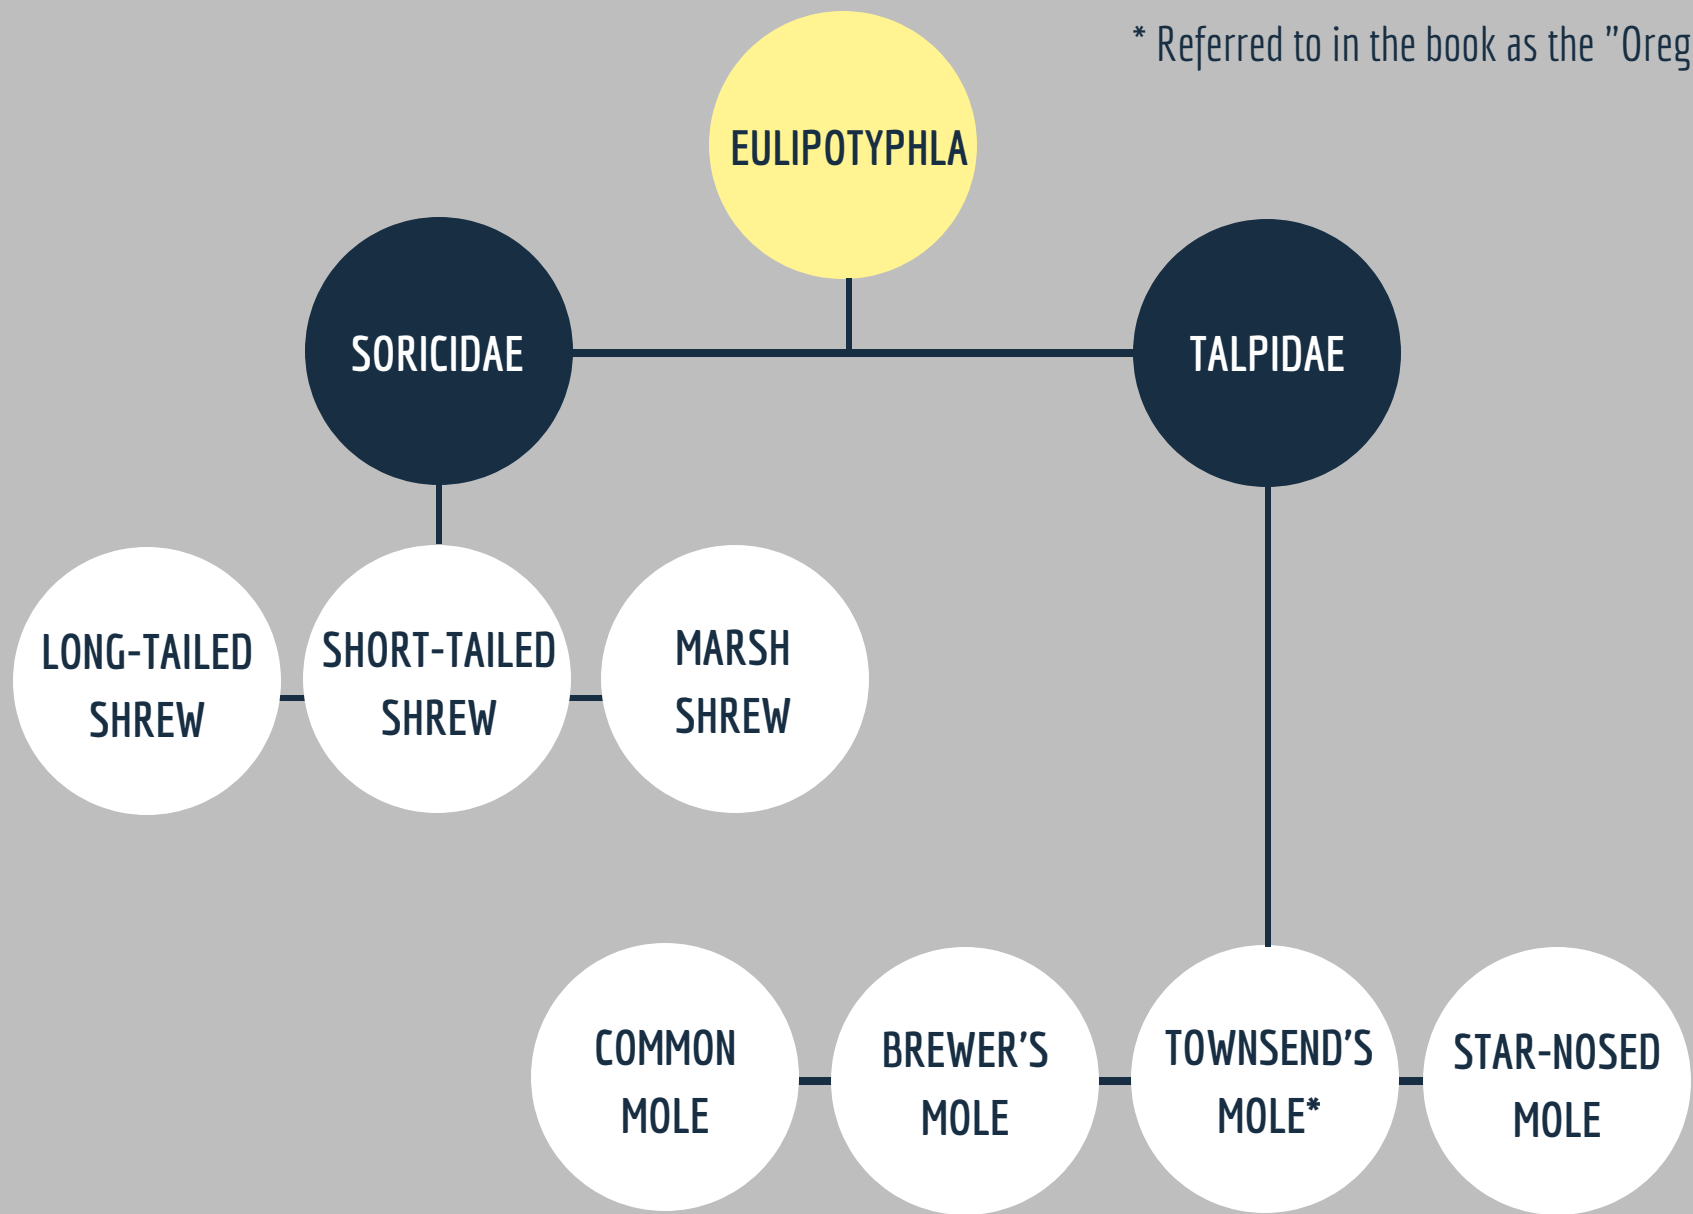 * Referred to in the book as the "Oreg
EULIPOTYPHLA
SORICIDAE
TALPIDAE
LONG-TAILED
SHREW
SHORT-TAILED
SHREW
MARSH
SHREW
COMMON
MOLE
BREWER'S
MOLE
TOWNSEND'S
MOLE*
STAR-NOSED
MOLE